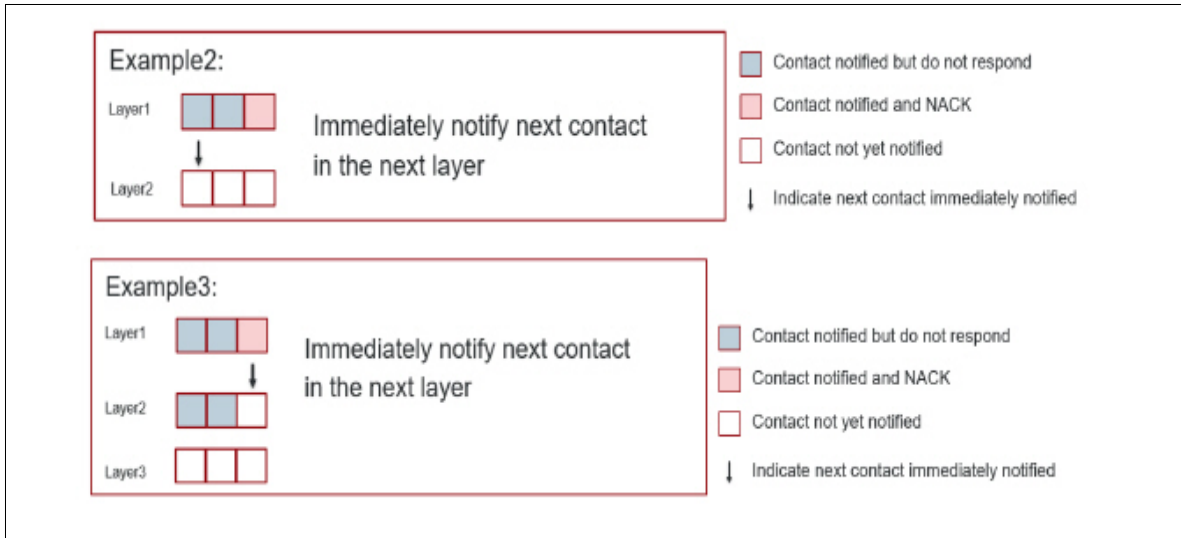 Example2:
Layer1
Immediately notify next contact
in the next layer
Layer2
Contact notified but do not respond
Contact notified and NACK
Contact not yet notified
Indicate next contact immediately notified
Example3:
Layer1
Immediately notify next contact
in the next layer
Layer2
Layer3
Contact notified but do not respond
Contact notified and NACK
Contact not yet notified
Indicate next contact immediately notified